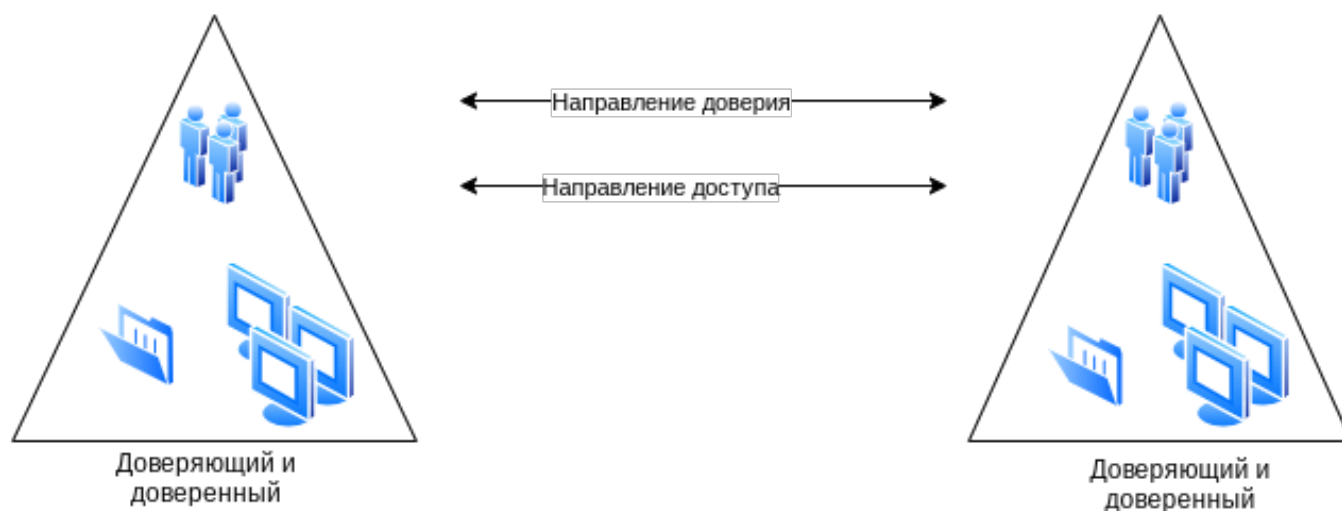 Направление доверия
Направление доступа
Доверяющий и
доверенный
Доверяющий и
доверенный